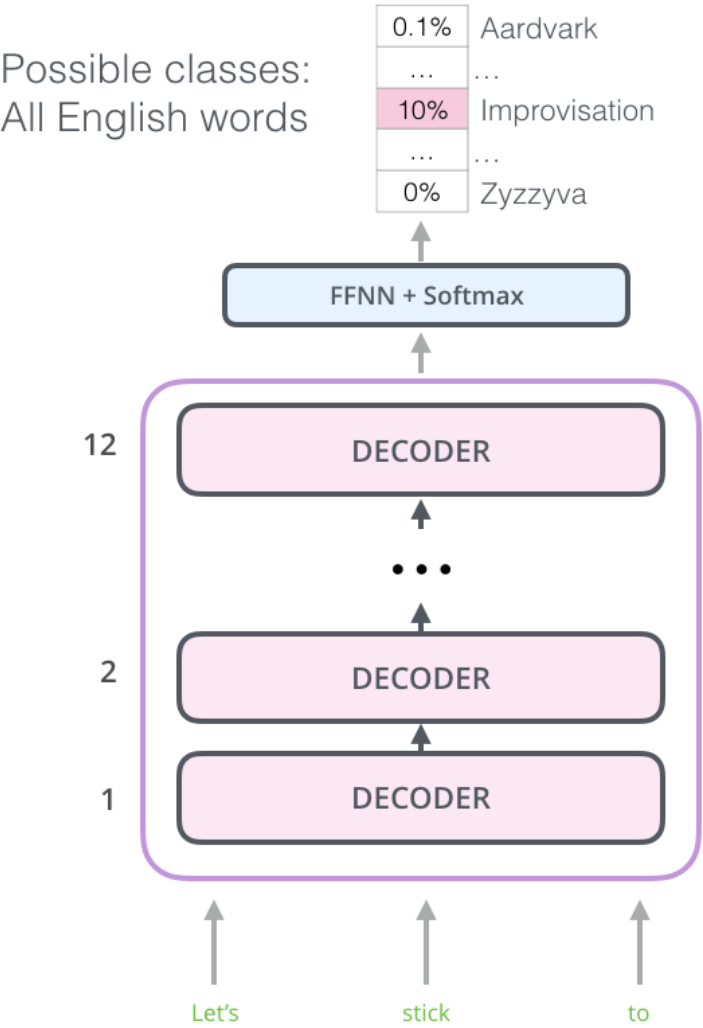 Possible classes:
All English words
0.1% Aardvark
... ...
10% Improvisation
... ...
0% Zyzzyva
FFNN + Softmax
12 DECODER
...
2 DECODER
1 DECODER
Let's stick to